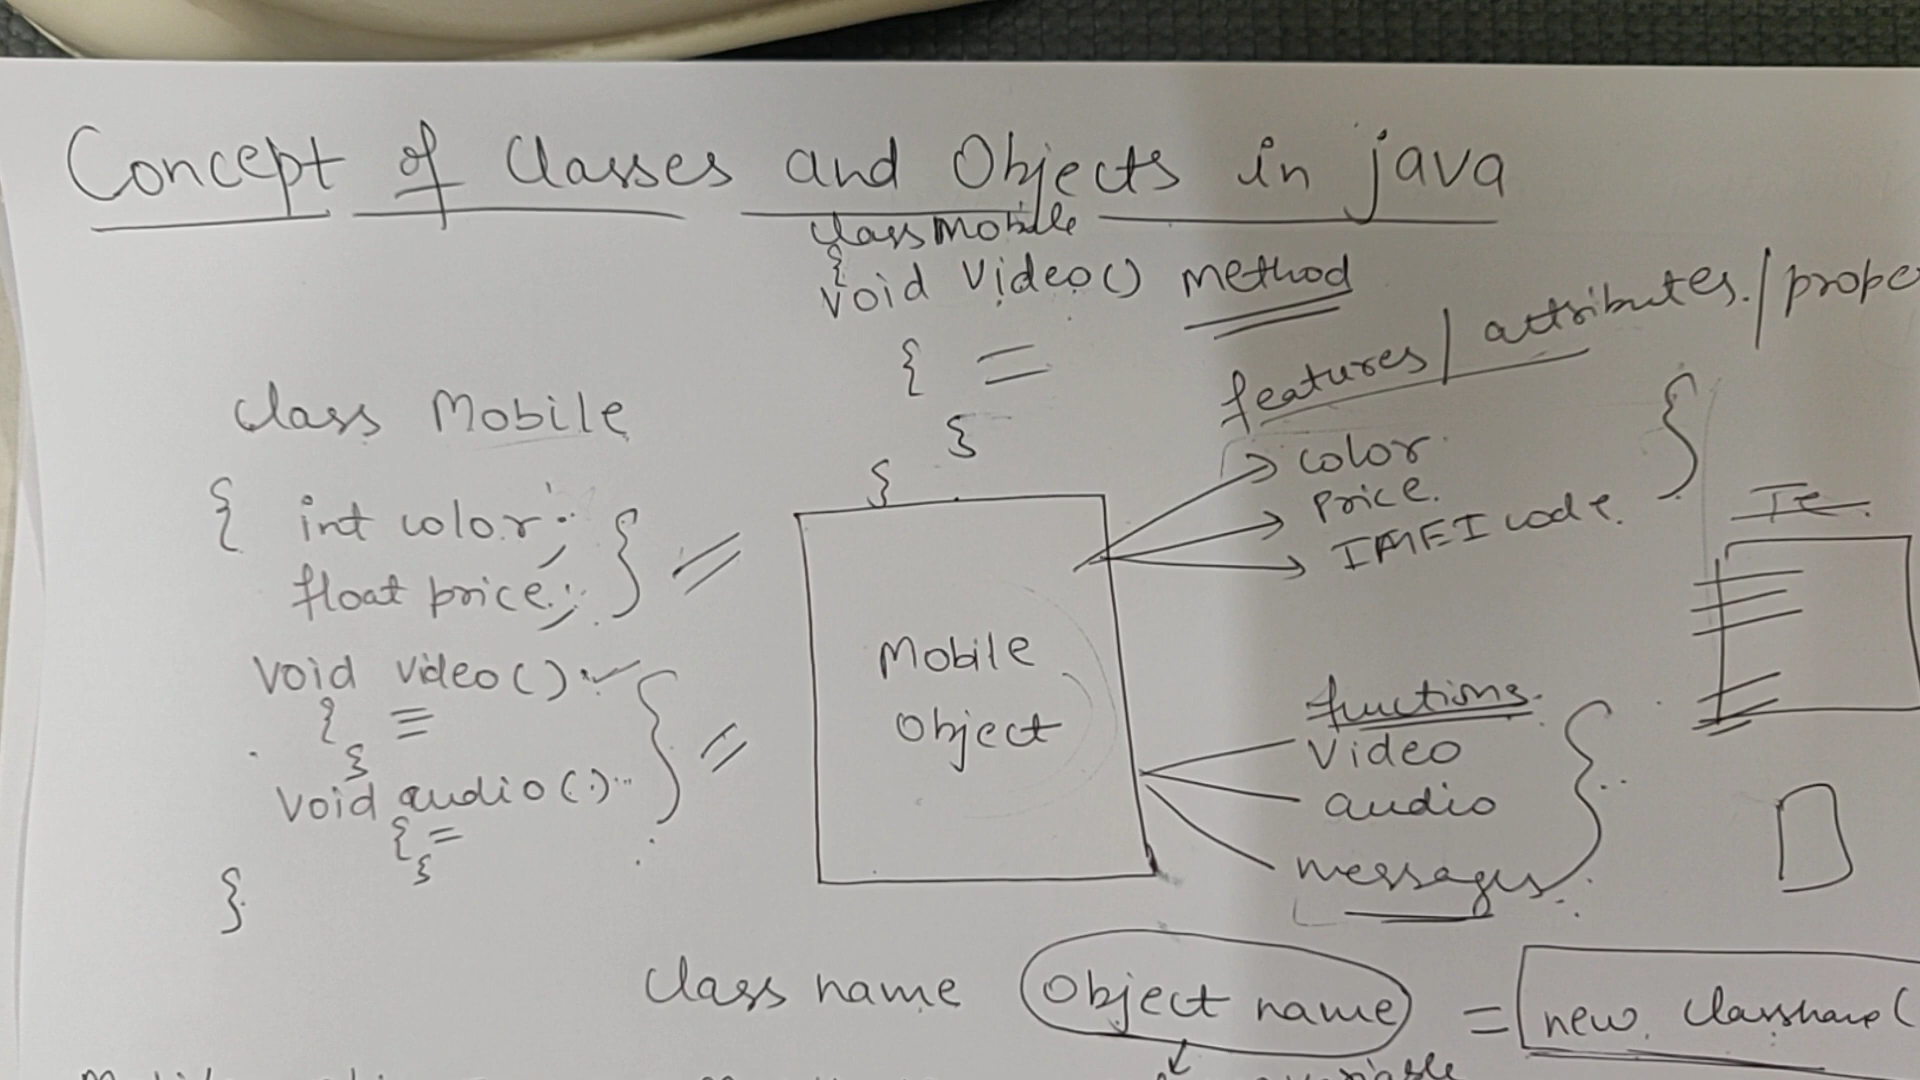 Concept of Classes and Objects in java
class Mobile
{
void Video() method
{ =
}
}
features / attributes. /
class Mobile
{ int color;
float price;
}
void video()
{ ≡
}
void audio()
{ =
}
}
Mobile
Object
color
Price.
IMEI code.
functions.
Video
audio
messages
class name Object name = new classname(
variable